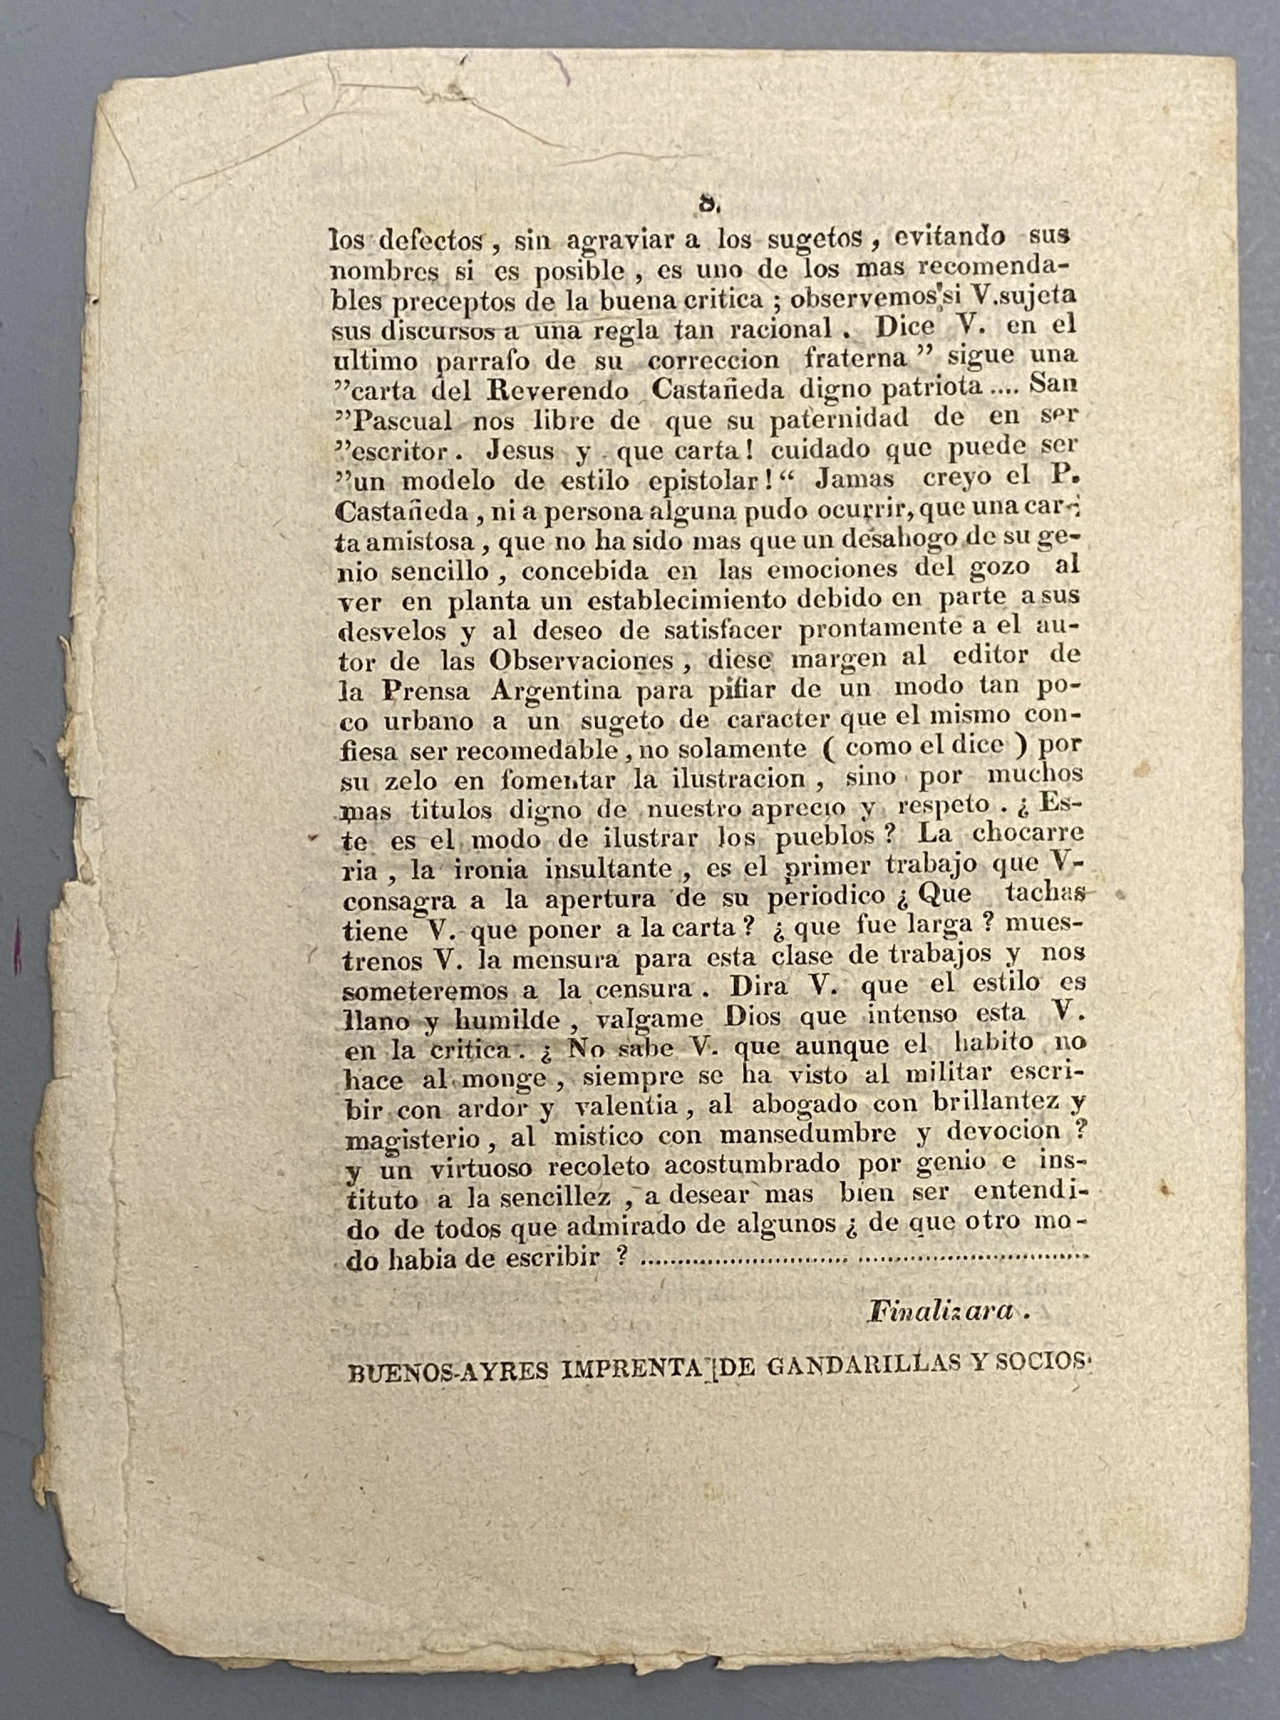 8.
los defectos , sin agraviar a los sugetos , evitando sus
nombres si es posible , es uno de los mas recomenda-
bles preceptos de la buena critica ; observemos si V.sujeta
sus discursos a una regla tan racional . Dice V. en el
ultimo parrafo de su correccion fraterna ” sigue una
”carta del Reverendo Castañeda digno patriota .... San
”Pascual nos libre de que su paternidad de en ser
”escritor . Jesus y que carta ! cuidado que puede ser
”un modelo de estilo epistolar ! “ Jamas creyo el P.
Castañeda , ni a persona alguna pudo ocurrir, que una car-
ta amistosa , que no ha sido mas que un desahogo de su ge-
nio sencillo , concebida en las emociones del gozo al
ver en planta un establecimiento debido en parte a sus
desvelos y al deseo de satisfacer prontamente a el au-
tor de las Observaciones , diese margen al editor de
la Prensa Argentina para pifiar de un modo tan po-
co urbano a un sugeto de caracter que el mismo con-
fiesa ser recomedable , no solamente ( como el dice ) por
su zelo en fomentar la ilustracion , sino por muchos
mas titulos digno de nuestro aprecio y respeto . ¿ Es-
te es el modo de ilustrar los pueblos ? La chocarre
ria , la ironia insultante , es el primer trabajo que V-
consagra a la apertura de su periodico ¿ Que tachas
tiene V. que poner a la carta ? ¿ que fue larga ? mues-
trenos V. la mensura para esta clase de trabajos y nos
someteremos a la censura . Dira V. que el estilo es
llano y humilde , valgame Dios que intenso esta V.
en la critica . ¿ No sabe V. que aunque el habito no
hace al monge , siempre se ha visto al militar escri-
bir con ardor y valentia , al abogado con brillantez y
magisterio , al mistico con mansedumbre y devocion ?
y un virtuoso recoleto acostumbrado por genio e ins-
tituto a la sencillez , a desear mas bien ser entendi-
do de todos que admirado de algunos ¿ de que otro mo-
do habia de escribir ? ............................ ...............................
Finalizara .
BUENOS-AYRES IMPRENTA DE GANDARILLAS Y SOCIOS.